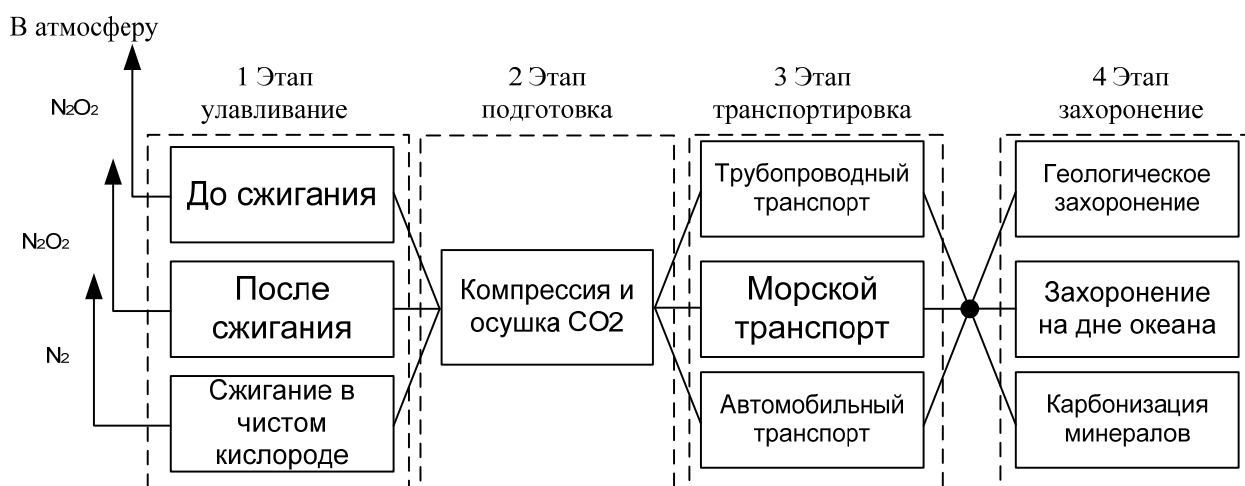 В атмосферу
1 Этап
улавливание
2 Этап
подготовка
3 Этап
транспортировка
4 Этап
захоронение
N₂O₂
До сжигания
N₂O₂
После
сжигания
N₂
Сжигание в
чистом
кислороде
Компрессия и
осушка СО2
Трубопроводный
транспорт
Морской
транспорт
Автомобильный
транспорт
Геологическое
захоронение
Захоронение
на дне океана
Карбонизация
минералов